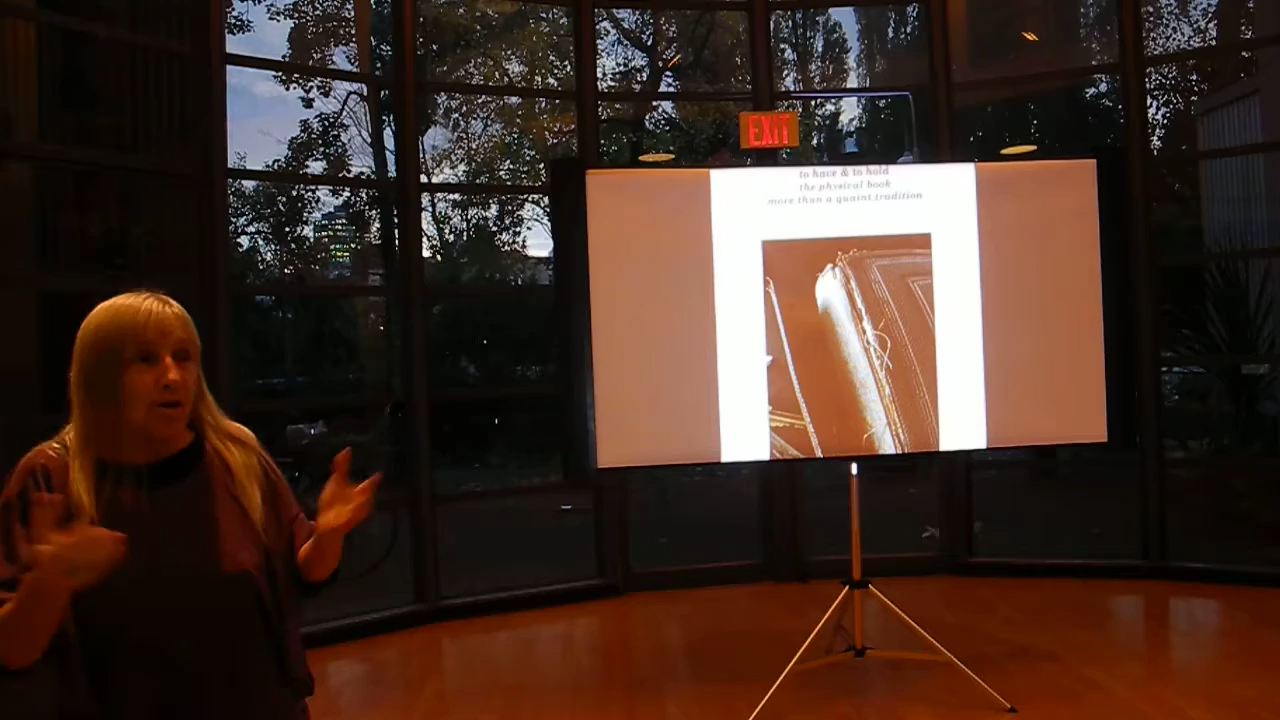 EXIT
to have & to hold
the physical book
more than a quaint tradition